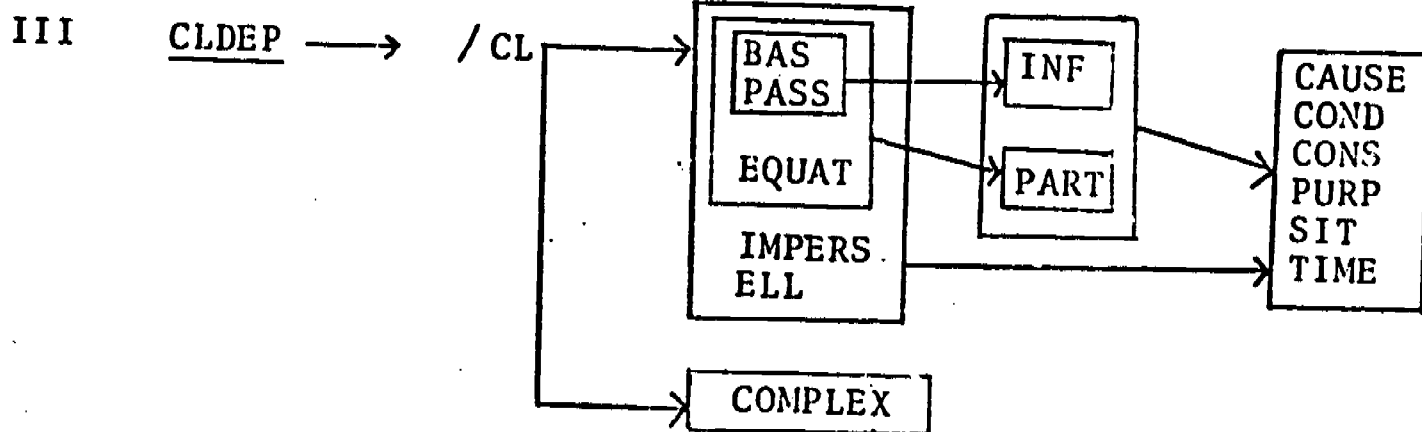 III CLDEP → /CL
BAS
PASS
EQUAT
IMPERS
ELL
INF
PART
CAUSE
COND
CONS
PURP
SIT
TIME
COMPLEX